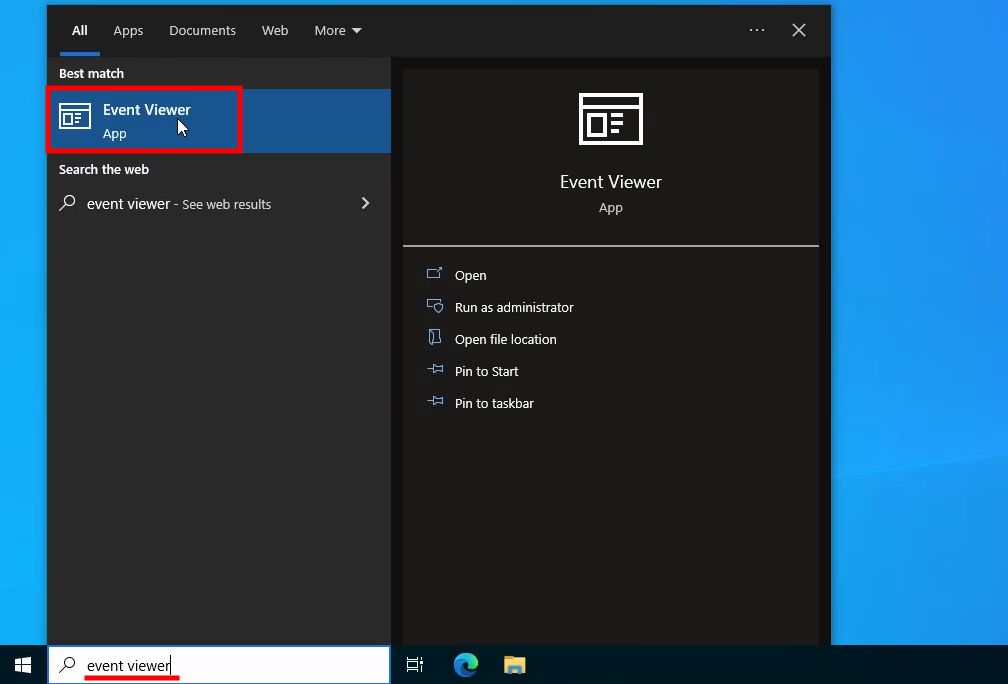 All Apps Documents Web More ...
Best match
Event Viewer
App
Search the web
event viewer - See web results
Event Viewer
App
Open
Run as administrator
Open file location
Pin to Start
Pin to taskbar
event viewer